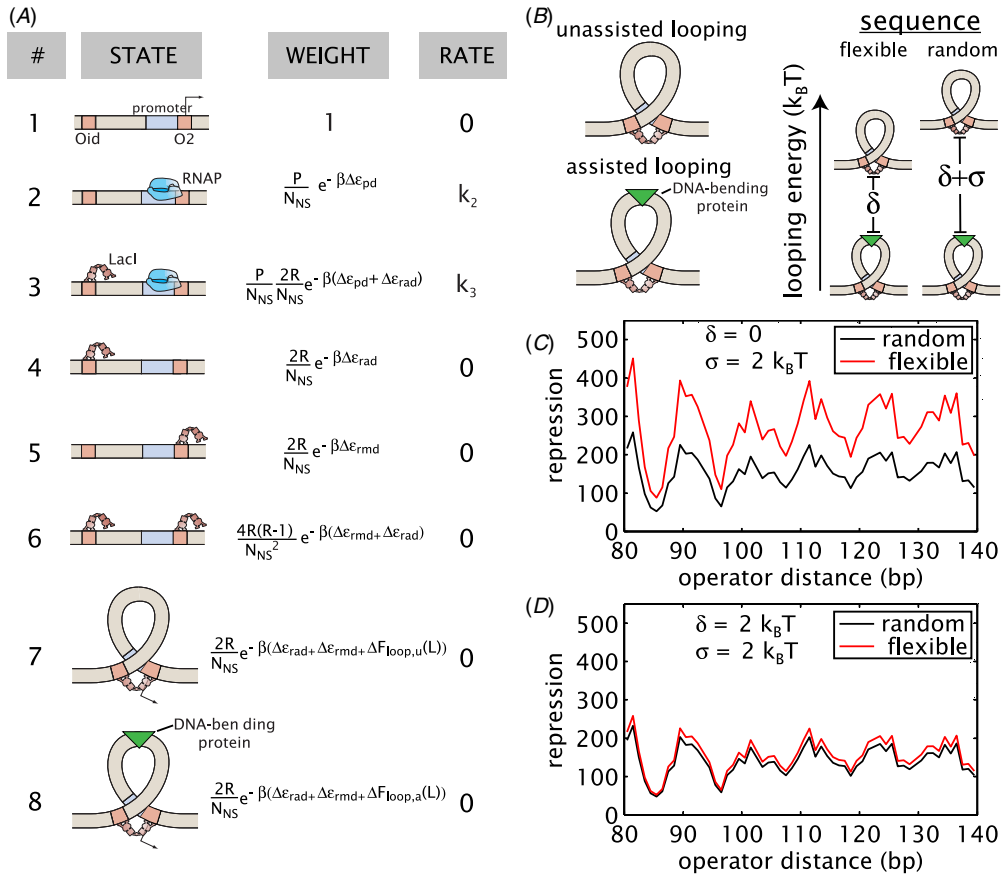 (A)
# STATE WEIGHT RATE
1 promoter Oid O2 1 0
2 RNAP P/N_NS e^{- βΔε_pd} k_2
3 LacI P/N_NS 2R/N_NS e^{- β(Δε_pd+ Δε_rad)} k_3
4 2R/N_NS e^{- βΔε_rad} 0
5 2R/N_NS e^{- βΔε_rmd} 0
6 4R(R-1)/N_NS^2 e^{- β(Δε_rmd+ Δε_rad)} 0
7 2R/N_NS e^{- β(Δε_rad+ Δε_rmd+ ΔF_loop,u(L))} 0
DNA-ben ding
protein
8 2R/N_NS e^{- β(Δε_rad+ Δε_rmd+ ΔF_loop,a(L))} 0
(B)
unassisted looping
assisted looping
DNA-bending
protein
sequence
flexible random
looping energy (k_BT)
δ
δ+σ
(C)
δ = 0
σ = 2 k_BT
random
flexible
repression
500
400
300
200
100
0
80 90 100 110 120 130 140
operator distance (bp)
(D)
δ = 2 k_BT
σ = 2 k_BT
random
flexible
repression
500
400
300
200
100
0
80 90 100 110 120 130 140
operator distance (bp)